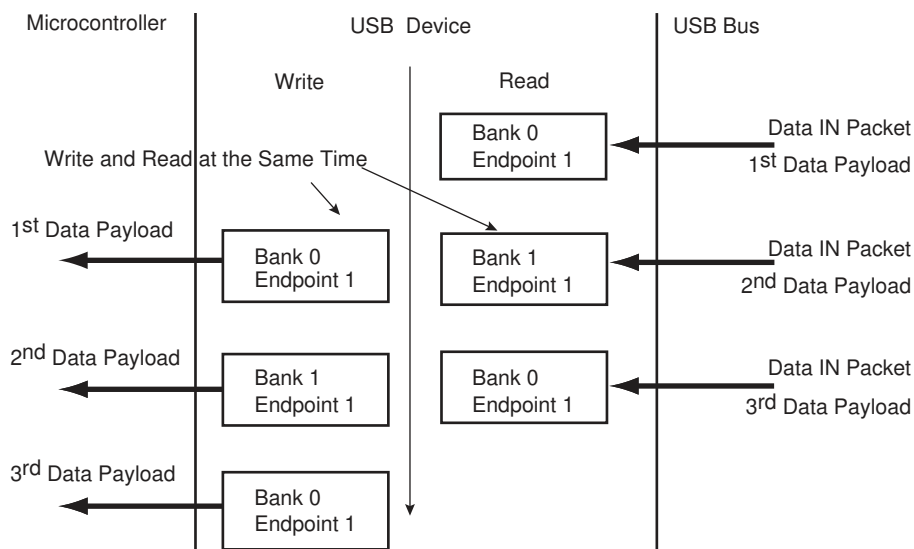 Microcontroller
USB Device
USB Bus
Write
Read
Bank 0
Endpoint 1
Data IN Packet
1st Data Payload
Write and Read at the Same Time
1st Data Payload
Bank 0
Endpoint 1
Bank 1
Endpoint 1
Data IN Packet
2nd Data Payload
2nd Data Payload
Bank 1
Endpoint 1
Bank 0
Endpoint 1
Data IN Packet
3rd Data Payload
3rd Data Payload
Bank 0
Endpoint 1